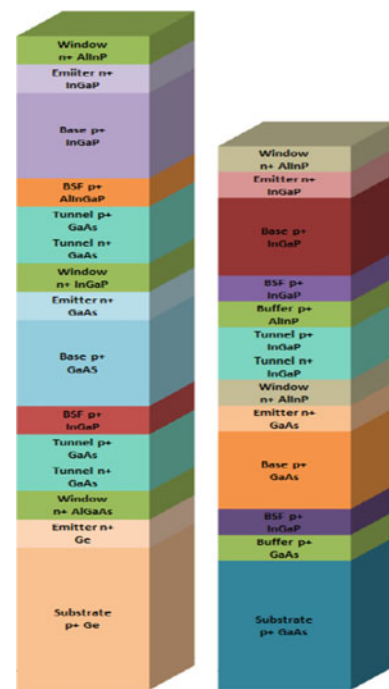 Window
n+ AlInP
Emiiter n+
InGaP
Base p+
InGaP
BSF p+
AlInGaP
Tunnel p+
GaAs
Tunnel n+
GaAs
Window
n+ InGaP
Emitter n+
GaAs
Base p+
GaAS
BSF p+
InGaP
Tunnel p+
GaAs
Tunnel n+
GaAs
Window
n+ AlGaAs
Emitter n+
Ge
Substrate
p+ Ge
Window
n+ AlInP
Emitter n+
InGaP
Base p+
InGaP
BSF p+
InGaP
Buffer p+
AlInP
Tunnel p+
InGaP
Tunnel n+
InGaP
Window
n+ AlInP
Emitter n+
GaAs
Base p+
GaAs
BSF p+
InGaP
Buffer p+
GaAs
Substrate
p+ GaAs